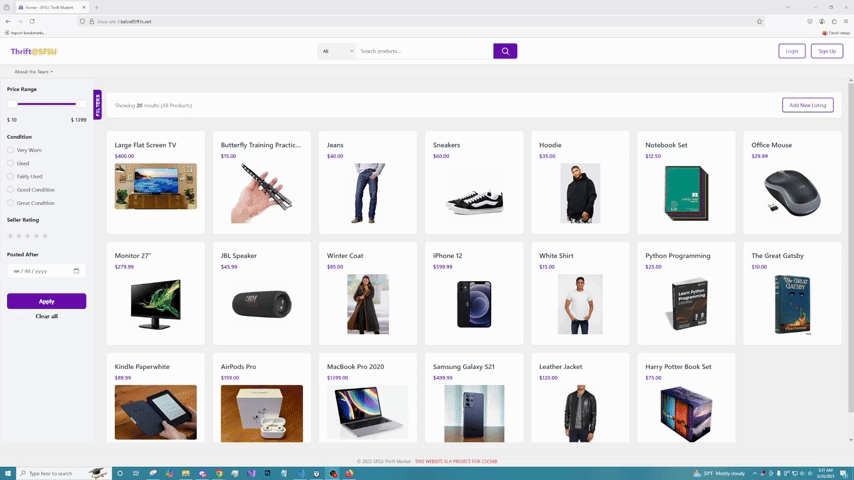 Home - SFSU Thrift Market
Import bookmarks...
Fresh setup
Thrift@SFSU
All
Search products...
Login
Sign Up
About the Team
Price Range
$ 10
$ 1399
Condition
Very Worn
Used
Fairly Used
Good Condition
Great Condition
Seller Rating
Posted After
mm / dd / yyyy
Apply
Clear all
FILTERS
Showing 20 results (All Products)
Add New Listing
Large Flat Screen TV
$400.00
Butterfly Training Practic...
$15.00
Jeans
$40.00
Sneakers
$60.00
Hoodie
$35.00
Notebook Set
$12.50
Office Mouse
$29.99
Monitor 27"
$279.99
JBL Speaker
$45.99
Winter Coat
$85.00
iPhone 12
$599.99
White Shirt
$15.00
Python Programming
$25.00
Learn Python Programming
The Great Gatsby
$10.00
THE GREAT GATSBY
Kindle Paperwhite
$89.99
AirPods Pro
$159.00
MacBook Pro 2020
$1399.00
Samsung Galaxy S21
$499.99
Leather Jacket
$120.00
Harry Potter Book Set
$75.00
© 2025 SFSU Thrift Market - THIS WEBSITE IS A PROJECT FOR CSC648
Type here to search
50°F Mostly cloudy